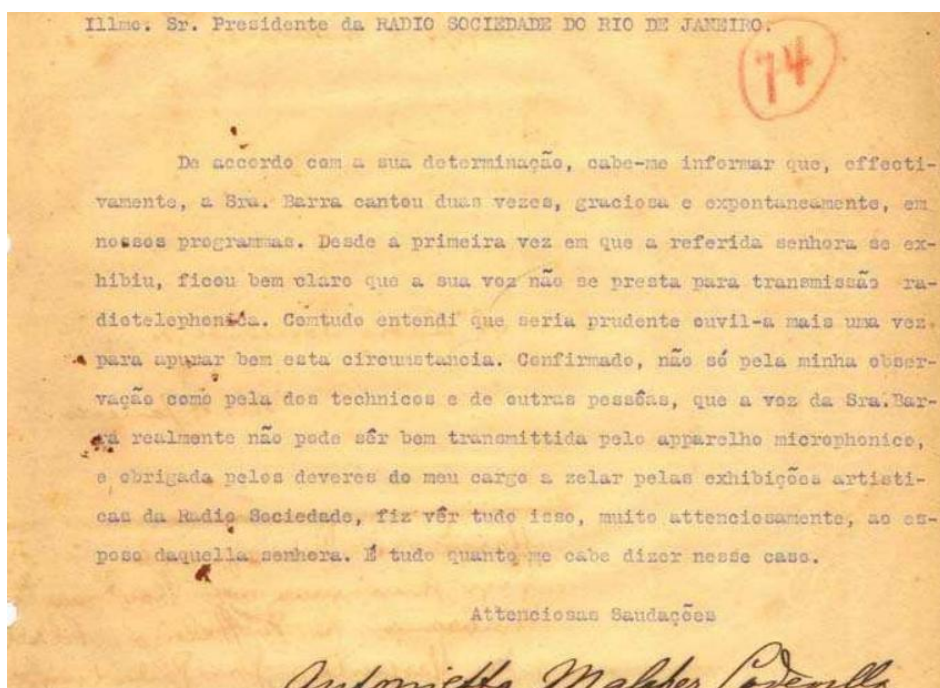 Illmo. Sr. Presidente da RADIO SOCIEDADE DO RIO DE JANEIRO.
74
De accordo com a sua determinação, cabe-me informar que, effecti-
vamente, a Sra. Barra cantou duas vezes, graciosa e expontaneamente, em
nossos programmas. Desde a primeira vez em que a referida senhora se ex-
hibiu, ficou bem claro que a sua voz não se presta para transmissão ra-
diotelephonica. Comtudo entendi que seria prudente ouvil-a mais uma vez
para apurar bem esta circumstancia. Confirmado, não só pela minha obser-
vação como pela dos technicos e de outras pessôas, que a voz da Sra.Bar-
ra realmente não pode sêr bem transmittida pelo apparelho microphonico,
e obrigada pelos deveres do meu cargo a zelar pelas exhibições artisti-
cas da Radio Sociedade, fiz vêr tudo isso, muito attenciosamente, ao es-
poso daquella senhora. É tudo quanto me cabe dizer nesse caso.
Attenciosas Saudações
Antonietta